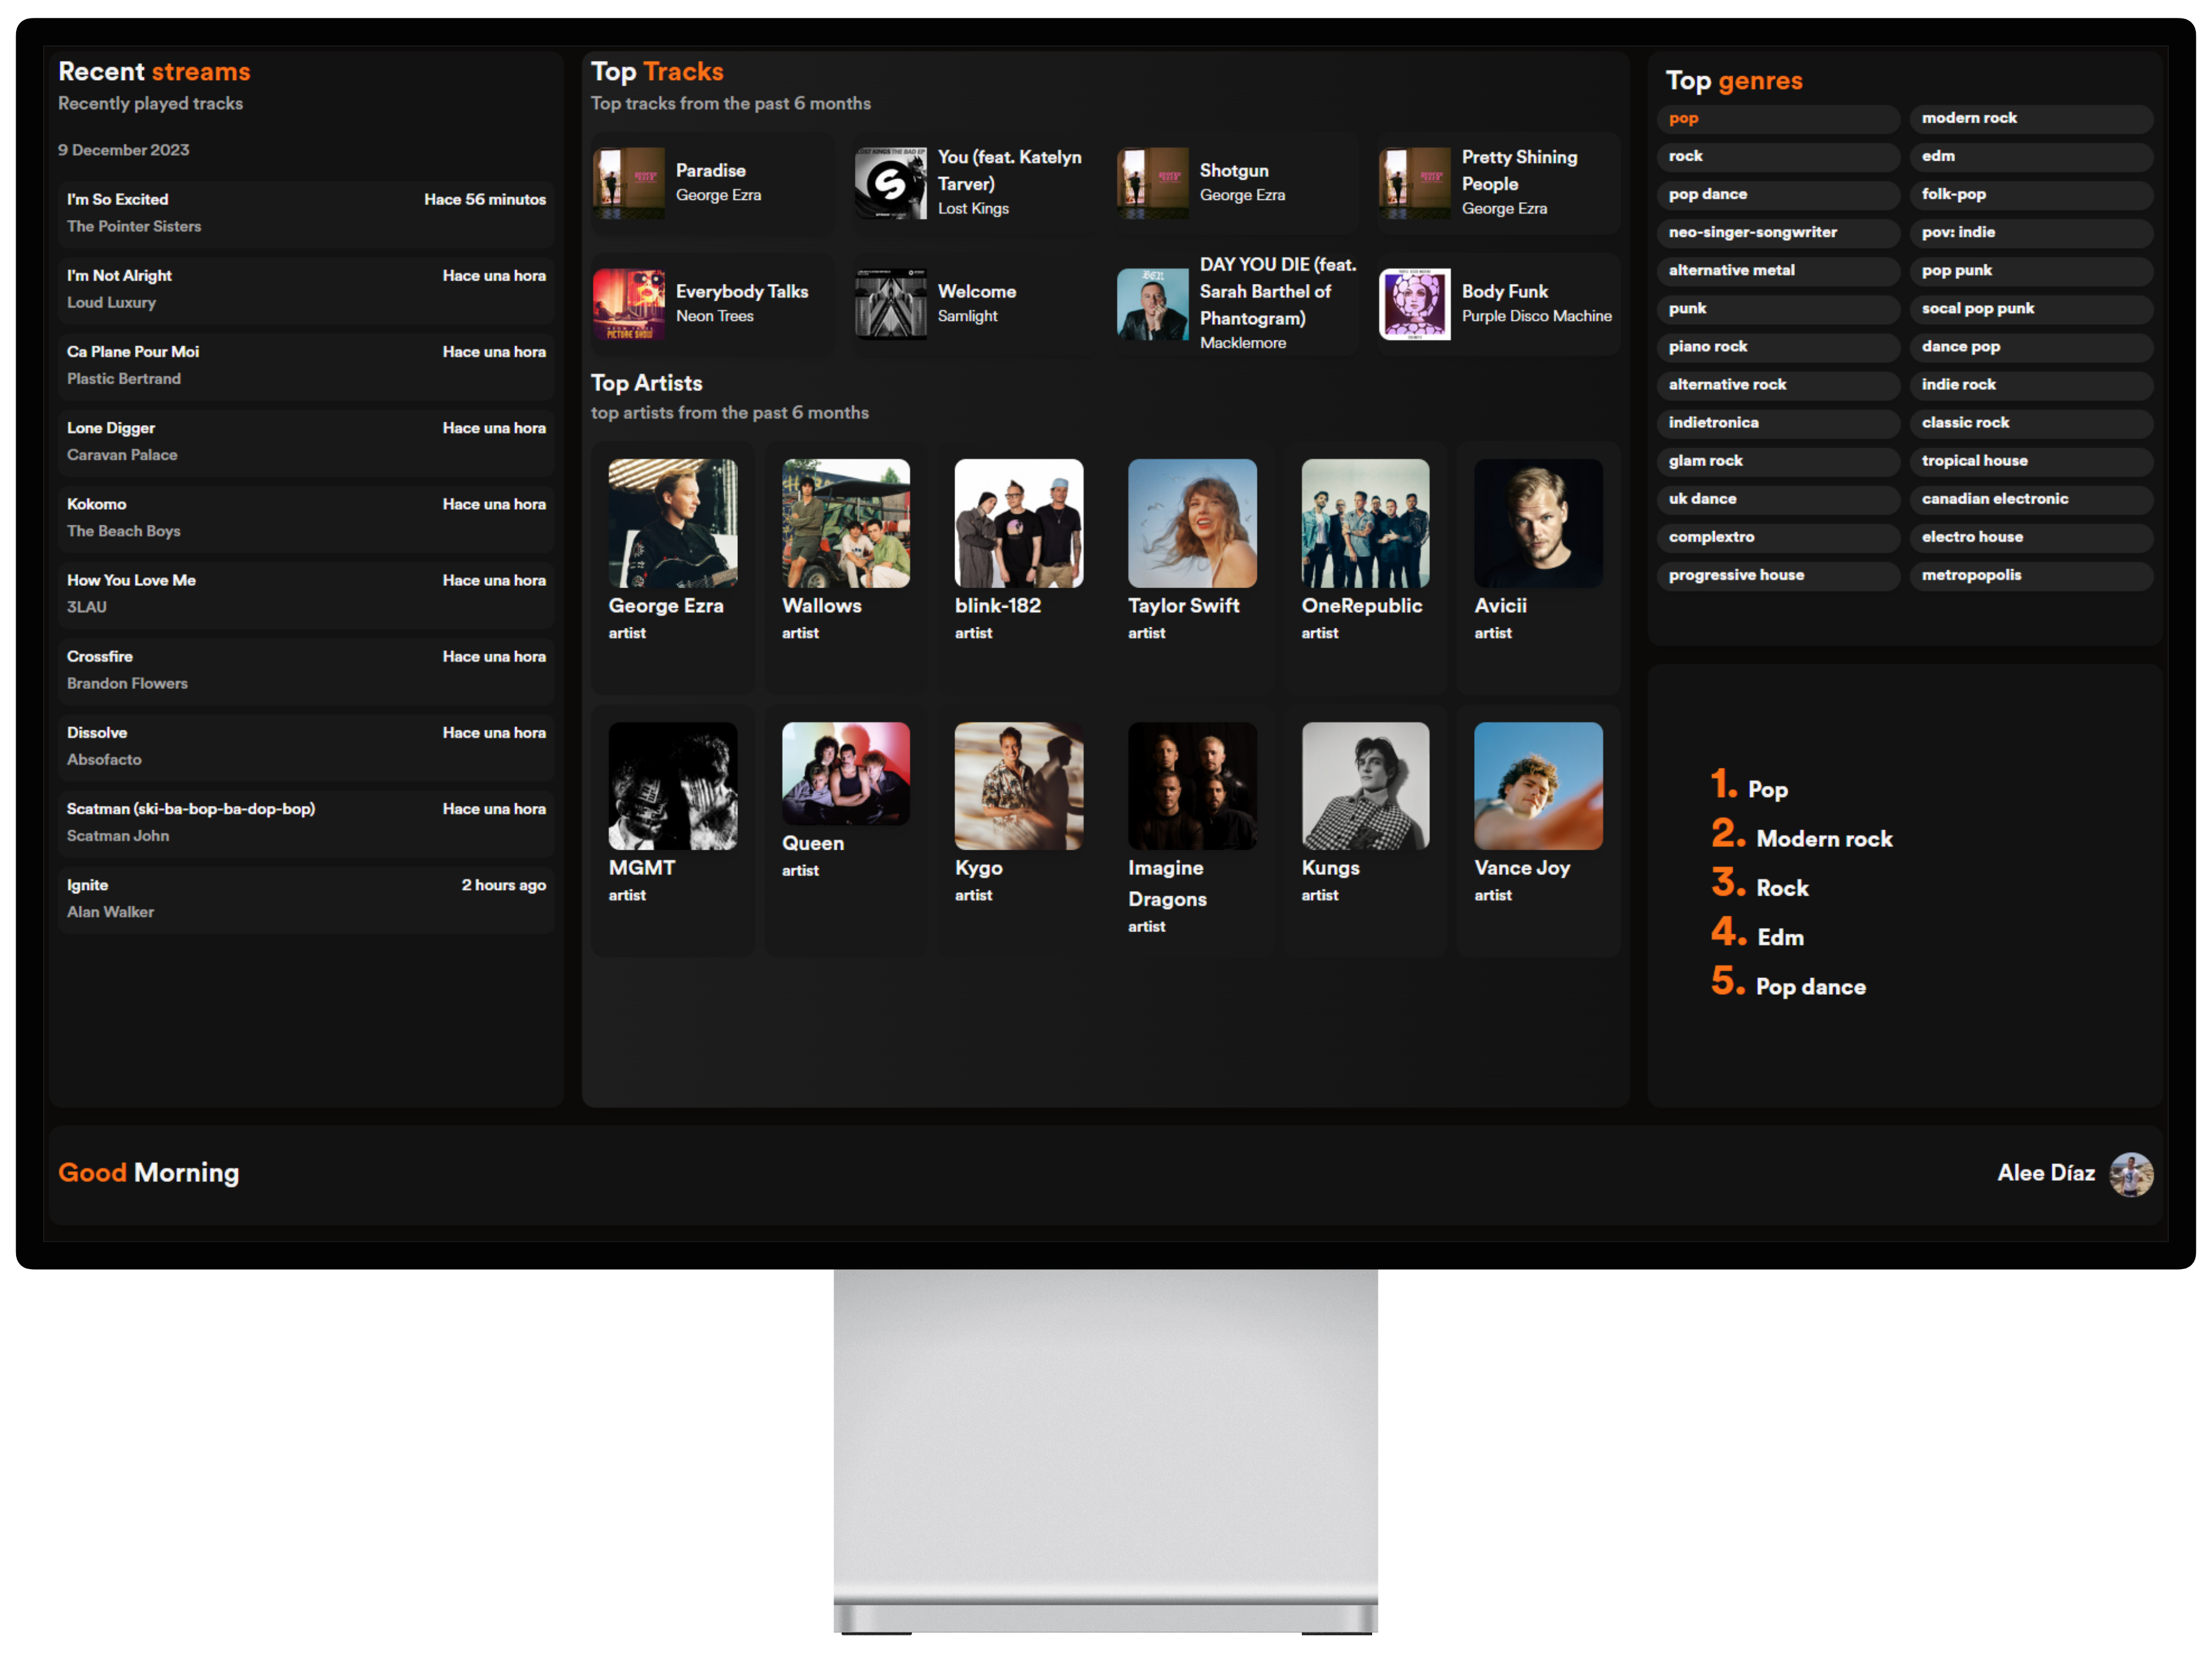 Recent streams
Recently played tracks
9 December 2023
I'm So Excited
Hace 56 minutos
The Pointer Sisters
I'm Not Alright
Hace una hora
Loud Luxury
Ca Plane Pour Moi
Hace una hora
Plastic Bertrand
Lone Digger
Hace una hora
Caravan Palace
Kokomo
Hace una hora
The Beach Boys
How You Love Me
Hace una hora
3LAU
Crossfire
Hace una hora
Brandon Flowers
Dissolve
Hace una hora
Absofacto
Scatman (ski-ba-bop-ba-dop-bop)
Hace una hora
Scatman John
Ignite
2 hours ago
Alan Walker
Top Tracks
Top tracks from the past 6 months
Paradise
George Ezra
You (feat. Katelyn
Tarver)
Lost Kings
Shotgun
George Ezra
Pretty Shining
People
George Ezra
Everybody Talks
Neon Trees
Welcome
Samlight
DAY YOU DIE (feat.
Sarah Barthel of
Phantogram)
Macklemore
Body Funk
Purple Disco Machine
Top Artists
top artists from the past 6 months
George Ezra
artist
Wallows
artist
blink-182
artist
Taylor Swift
artist
OneRepublic
artist
Avicii
artist
MGMT
artist
Queen
artist
Kygo
artist
Imagine
Dragons
artist
Kungs
artist
Vance Joy
artist
Top genres
pop
modern rock
rock
edm
pop dance
folk-pop
neo-singer-songwriter
pov: indie
alternative metal
pop punk
punk
socal pop punk
piano rock
dance pop
alternative rock
indie rock
indietronica
classic rock
glam rock
tropical house
uk dance
canadian electronic
complextro
electro house
progressive house
metropopolis
1. Pop
2. Modern rock
3. Rock
4. Edm
5. Pop dance
Good Morning
Alee Díaz